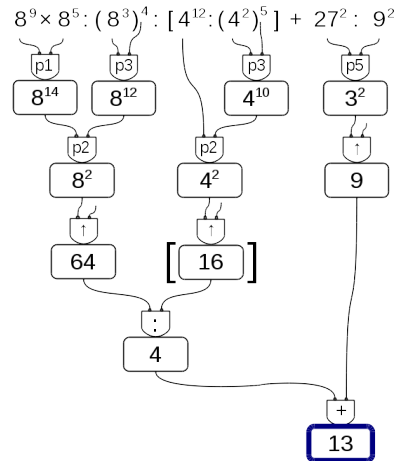 8⁹ × 8⁵ : ( 8³ )⁴ : [ 4¹² : ( 4² )⁵ ] + 27² : 9²
p1 p3 p3 p5
8¹⁴ 8¹² 4¹⁰ 3²
p2 p2 ↑
8² 4² 9
↑ ↑
64 [ 16 ]
:
4
+
13